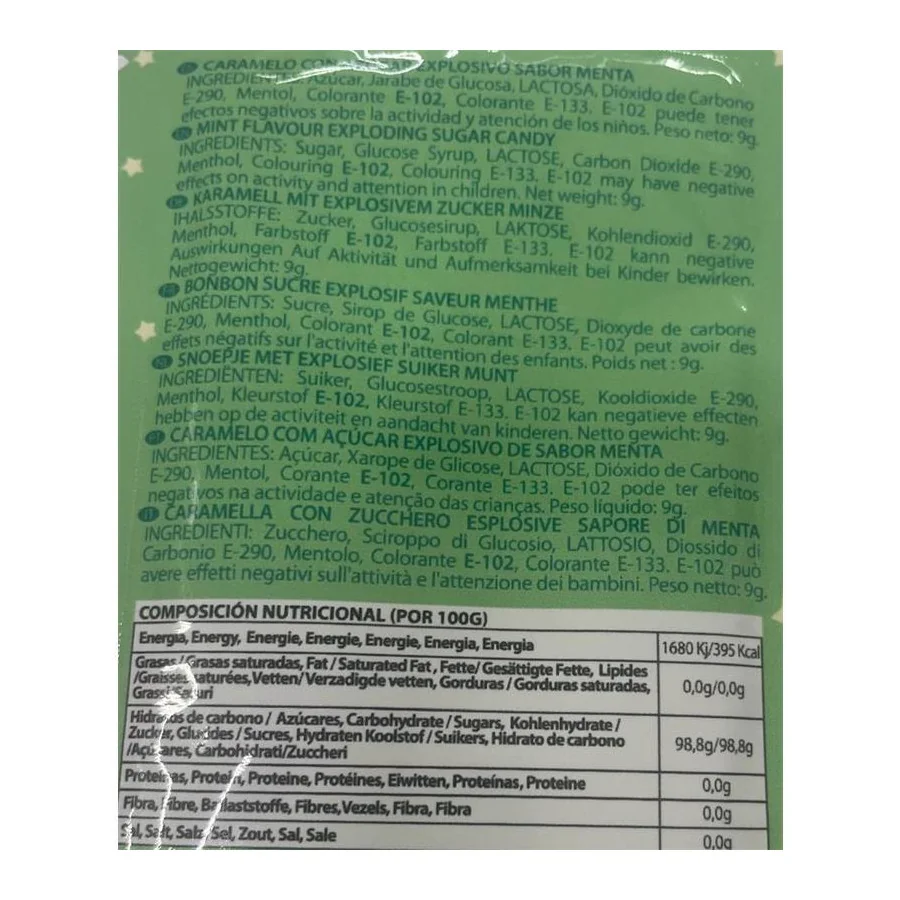 ES CARAMELO CON AZÚCAR EXPLOSIVO SABOR MENTA
INGREDIENTES: Azúcar, Jarabe de Glucosa, LACTOSA, Dióxido de Carbono
E-290, Mentol, Colorante E-102, Colorante E-133. E-102 puede tener
efectos negativos sobre la actividad y atención de los niños. Peso neto: 9g.
EN MINT FLAVOUR EXPLODING SUGAR CANDY
INGREDIENTS: Sugar, Glucose Syrup, LACTOSE, Carbon Dioxide E-290,
Menthol, Colouring E-102, Colouring E-133. E-102 may have negative
effects on activity and attention in children. Net weight: 9g.
DE KARAMELL MIT EXPLOSIVEM ZUCKER MINZE
IHALSSTOFFE: Zucker, Glucosesirup, LAKTOSE, Kohlendioxid E-290,
Menthol, Farbstoff E-102, Farbstoff E-133. E-102 kann negative
Auswirkungen Auf Aktivität und Aufmerksamkeit bei Kinder bewirken.
Nettogewicht: 9g.
FR BONBON SUCRE EXPLOSIF SAVEUR MENTHE
INGRÉDIENTS: Sucre, Sirop de Glucose, LACTOSE, Dioxyde de carbone
E-290, Menthol, Colorant E-102, Colorant E-133. E-102 peut avoir des
effets négatifs sur l'activité et l'attention des enfants. Poids net : 9g.
NL SNOEPJE MET EXPLOSIEF SUIKER MUNT
INGREDIËNTEN: Suiker, Glucosestroop, LACTOSE, Kooldioxide E-290,
Menthol, Kleurstof E-102, Kleurstof E-133. E-102 kan negatieve effecten
hebben op de activiteit en aandacht van kinderen. Netto gewicht: 9g.
PT CARAMELO COM AÇÚCAR EXPLOSIVO DE SABOR MENTA
INGREDIENTES: Açúcar, Xarope de Glicose, LACTOSE, Dióxido de Carbono
E-290, Mentol, Corante E-102, Corante E-133. E-102 pode ter efeitos
negativos na actividade e atenção das crianças. Peso líquido: 9g.
IT CARAMELLA CON ZUCCHERO ESPLOSIVE SAPORE DI MENTA
INGREDIENTI: Zucchero, Sciroppo di Glucosio, LATTOSIO, Diossido di
Carbonio E-290, Mentolo, Colorante E-102, Colorante E-133. E-102 può
avere effetti negativi sull'attività e l'attenzione dei bambini. Peso netto: 9g.
COMPOSICIÓN NUTRICIONAL (POR 100G)
Energia, Energy, Energie, Energie, Energie, Energia, Energia 1680 Kj/395 Kcal
Grasas / Grasas saturadas, Fat / Saturated Fat, Fette/ Gesättigte Fette, Lipides
/Graisses saturées, Vetten/ Verzadigde vetten, Gorduras / Gorduras saturadas, 0,0g/0,0g
Grassi Saturi
Hidratos de carbono / Azúcares, Carbohydrate / Sugars, Kohlenhydrate /
Zucker, Glucides / Sucres, Hydraten Koolstof / Suikers, Hidrato de carbono 98,8g/98,8g
/Açúcares, Carbohidrati/Zuccheri
Proteínas, Protein, Proteine, Protéines, Eiwitten, Proteínas, Proteine 0,0g
Fibra, Fibre, Ballaststoffe, Fibres, Vezels, Fibra, Fibra 0,0g
Sal, Salt, Salz, Sel, Zout, Sal, Sale 0,0g